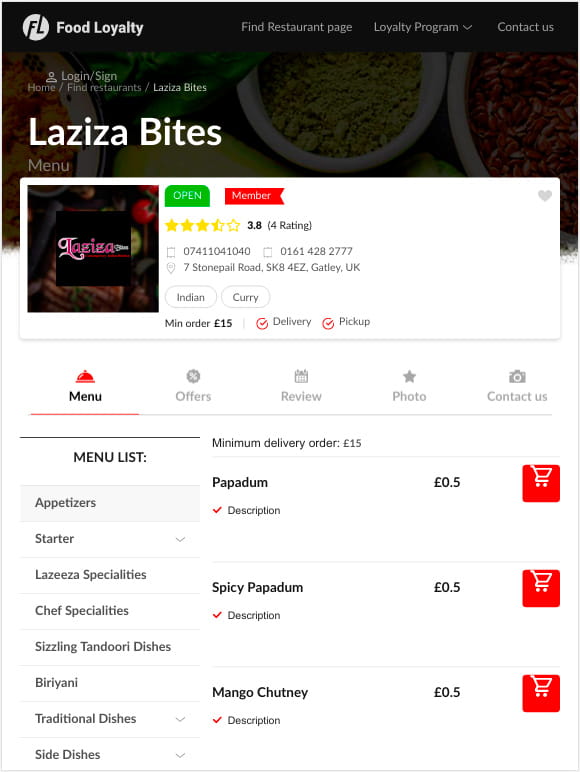 FL Food Loyalty Find Restaurant page Loyalty Program Contact us
Login/Sign
Home / Find restaurants / Laziza Bites
Laziza Bites
Menu
OPEN Member
3.8 (4 Rating)
Laziza Bites
07411041040 0161 428 2777
7 Stonepail Road, SK8 4EZ, Gatley, UK
Indian Curry
Min order £15 Delivery Pickup
Menu Offers Review Photo Contact us
MENU LIST:
Appetizers
Starter
Lazeeza Specialities
Chef Specialities
Sizzling Tandoori Dishes
Biriyani
Traditional Dishes
Side Dishes
Minimum delivery order: £15
Papadum £0.5
Description
Spicy Papadum £0.5
Description
Mango Chutney £0.5
Description